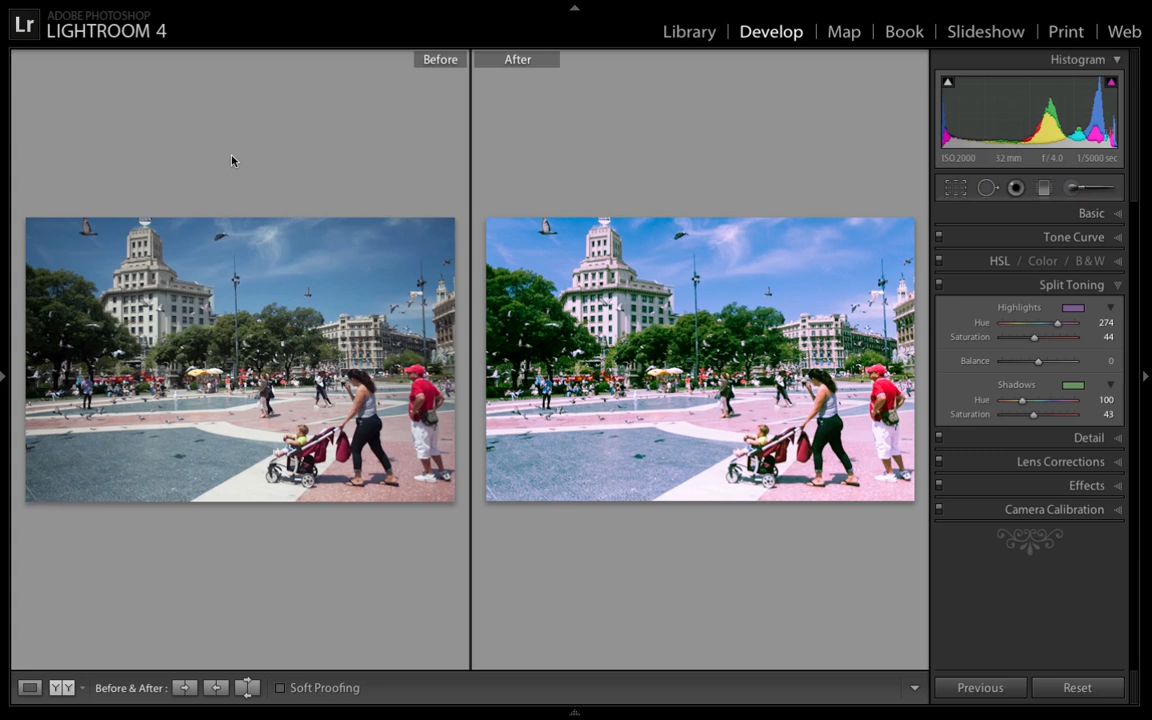 Lr
ADOBE PHOTOSHOP
LIGHTROOM 4
Library | Develop | Map | Book | Slideshow | Print | Web
Before
After
Histogram
ISO 2000 32 mm f / 4.0 1/5000 sec
Basic
Tone Curve
HSL / Color / B & W
Split Toning
Highlights
Hue 274
Saturation 44
Balance 0
Shadows
Hue 100
Saturation 43
Detail
Lens Corrections
Effects
Camera Calibration
Y Y Before & After : Soft Proofing
Previous Reset